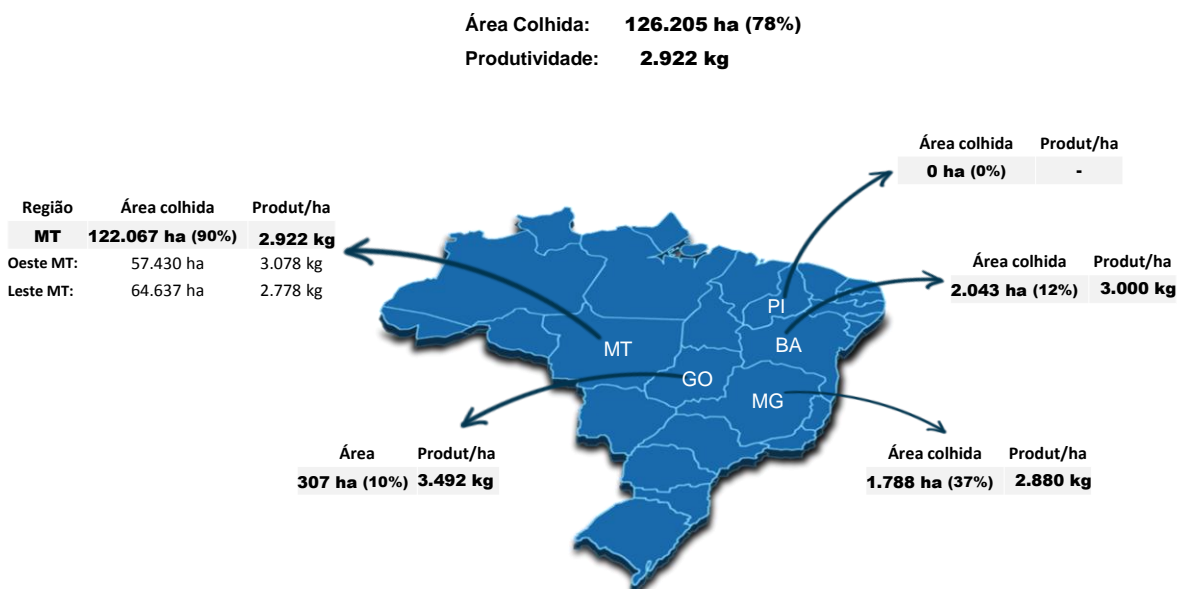 Área Colhida: 126.205 ha (78%)
Produtividade: 2.922 kg
Área colhida Produt/ha
0 ha (0%) -
Região Área colhida Produt/ha
MT 122.067 ha (90%) 2.922 kg
Oeste MT: 57.430 ha 3.078 kg
Leste MT: 64.637 ha 2.778 kg
Área colhida Produt/ha
2.043 ha (12%) 3.000 kg
PI
BA
MT
GO
MG
Área Produt/ha
307 ha (10%) 3.492 kg
Área colhida Produt/ha
1.788 ha (37%) 2.880 kg